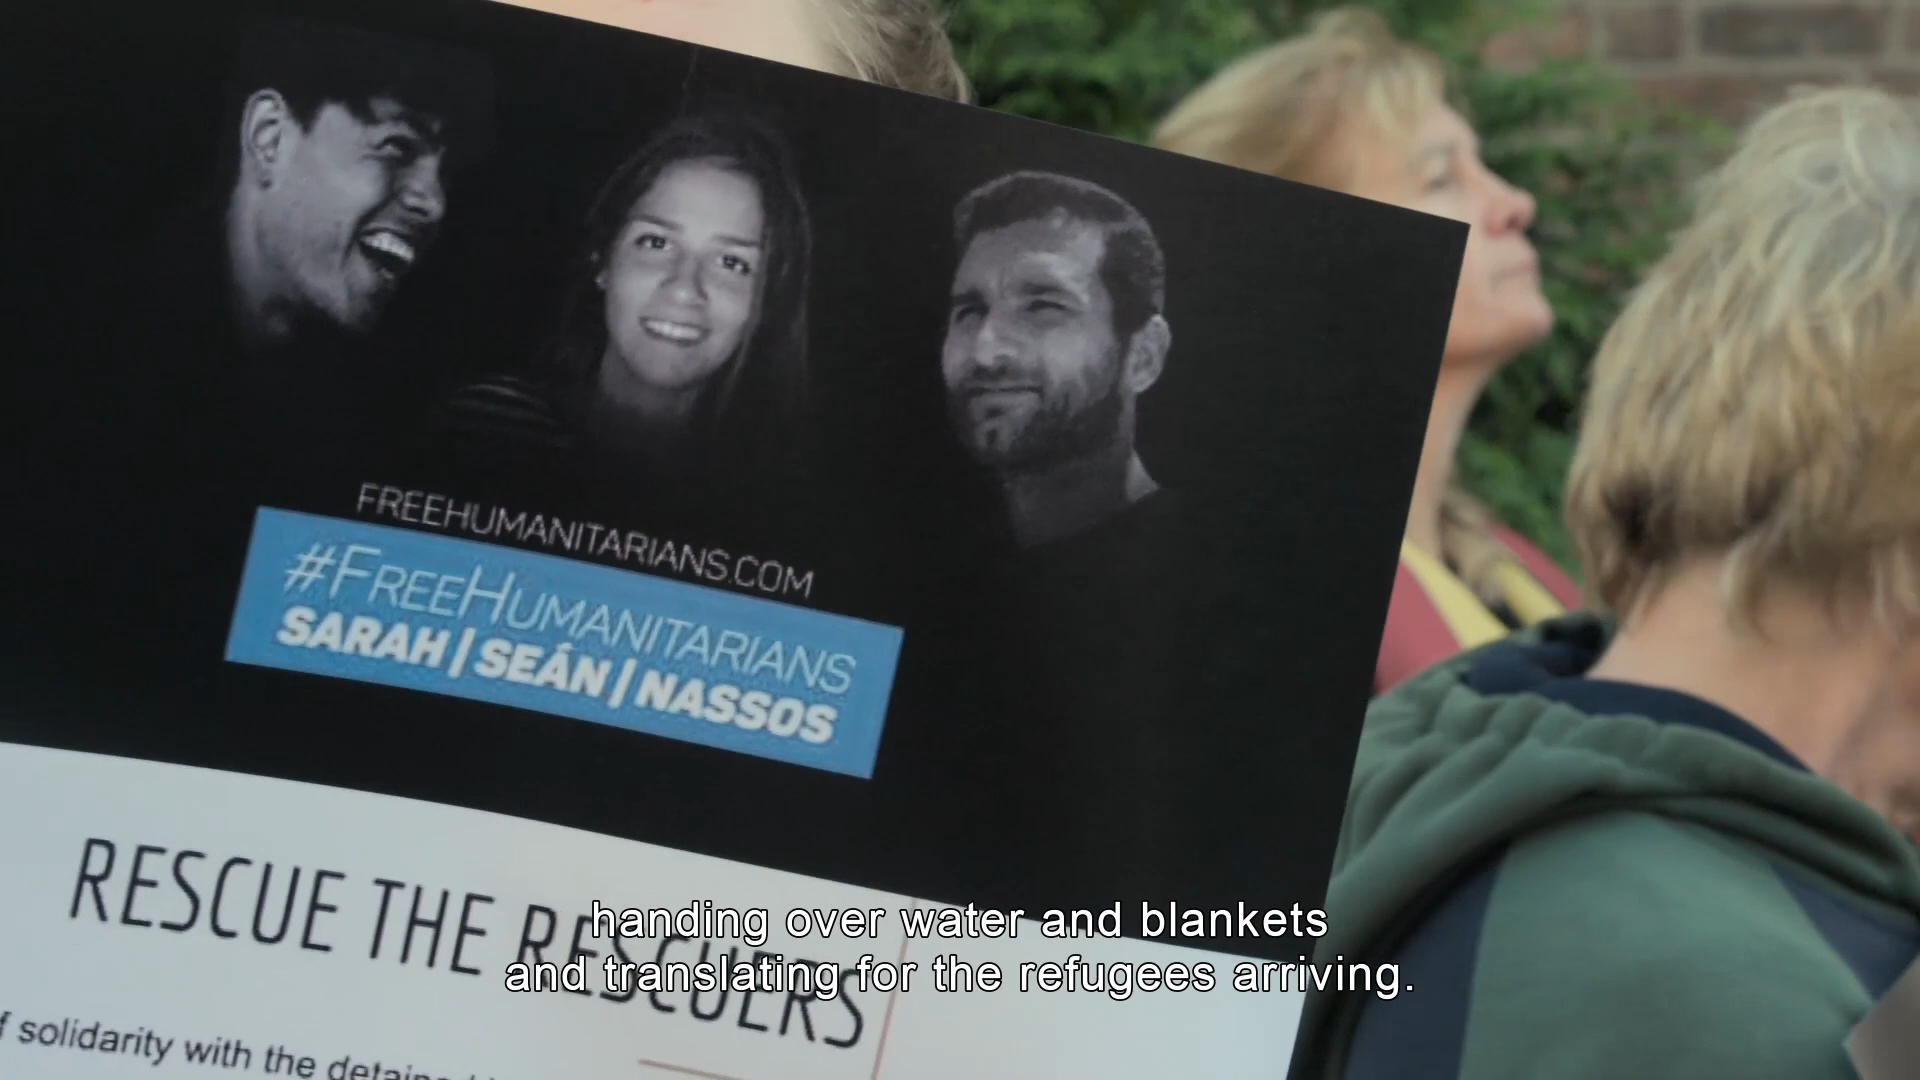 FREEHUMANITARIANS.COM
#FREEHUMANITARIANS
SARAH | SEÁN | NASSOS
RESCUE THE RESCUERS
solidarity with the
handing over water and blankets
and translating for the refugees arriving.